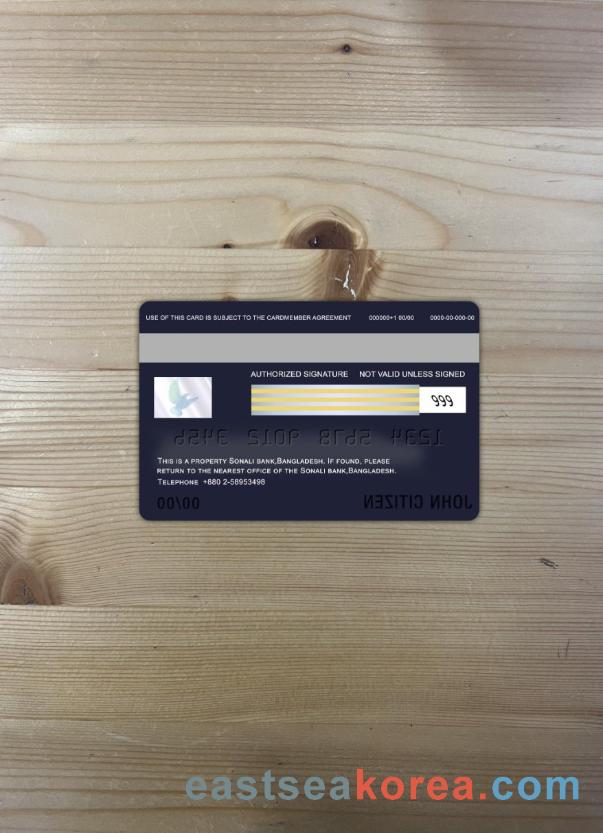 USE OF THIS CARD IS SUBJECT TO THE CARDMEMBER AGREEMENT 000000+1 00/00 0000-00-000-00
AUTHORIZED SIGNATURE NOT VALID UNLESS SIGNED
999
1234 5678 9012 3456
THIS IS A PROPERTY SONALI BANK,BANGLADESH. IF FOUND, PLEASE
RETURN TO THE NEAREST OFFICE OF THE SONALI BANK,BANGLADESH.
TELEPHONE +880 2-58953498
00/00 JOHN CITIZEN
eastseakorea.com